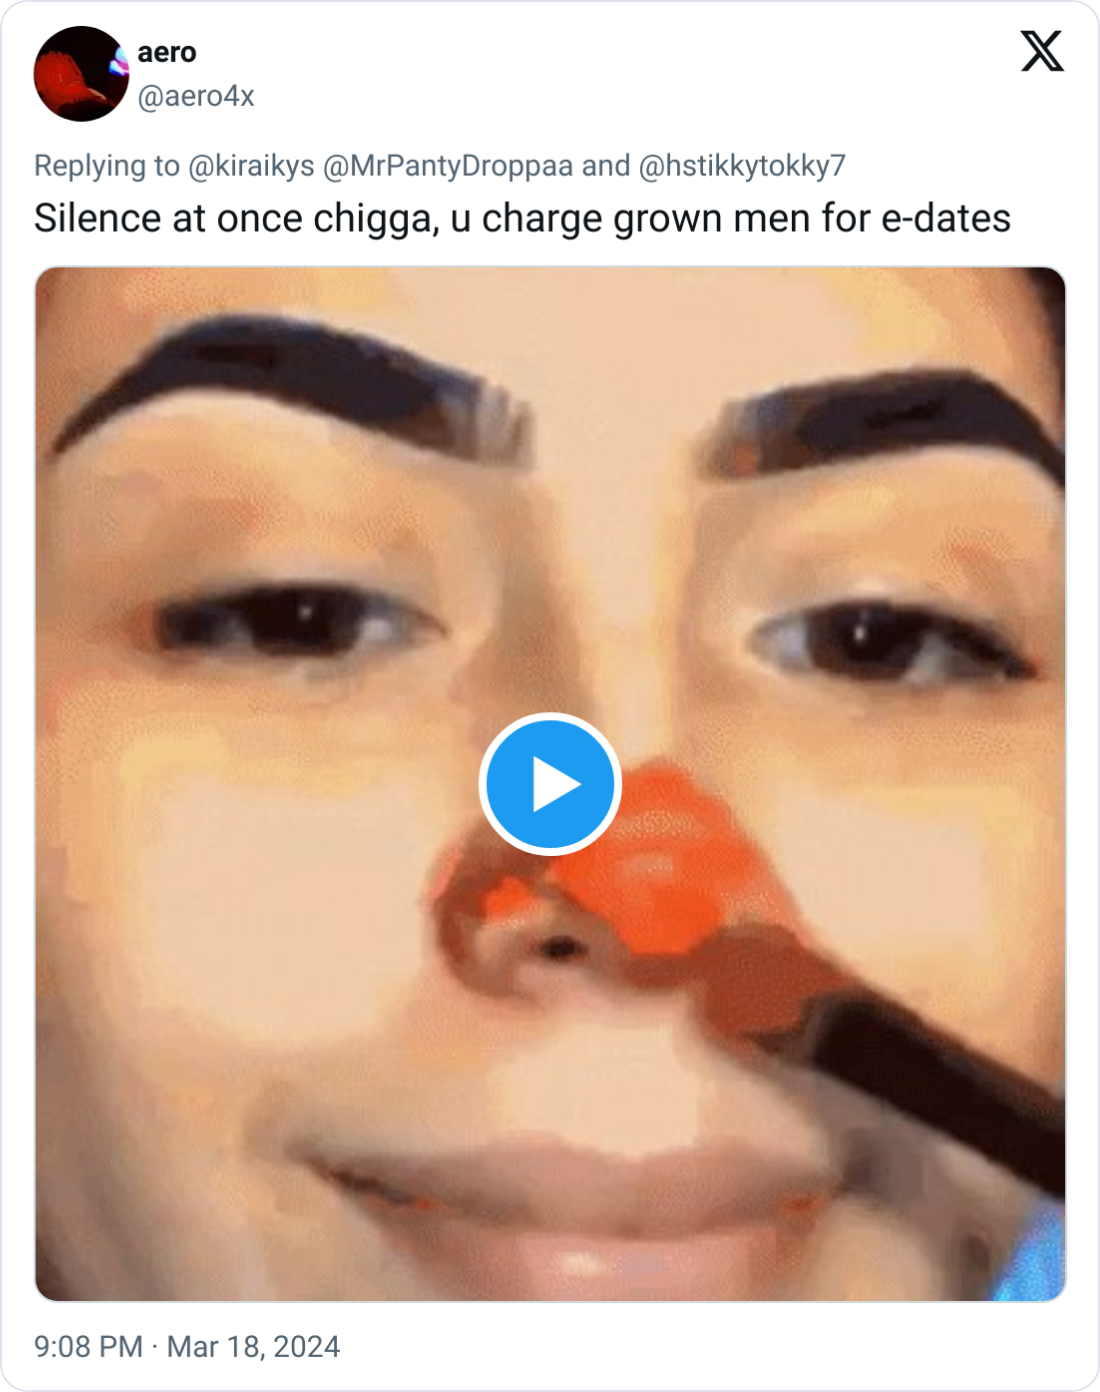 aero
@aero4x
Replying to @kiraikys @MrPantyDroppaa and @hstikkytokky7
Silence at once chigga, u charge grown men for e-dates
9:08 PM · Mar 18, 2024